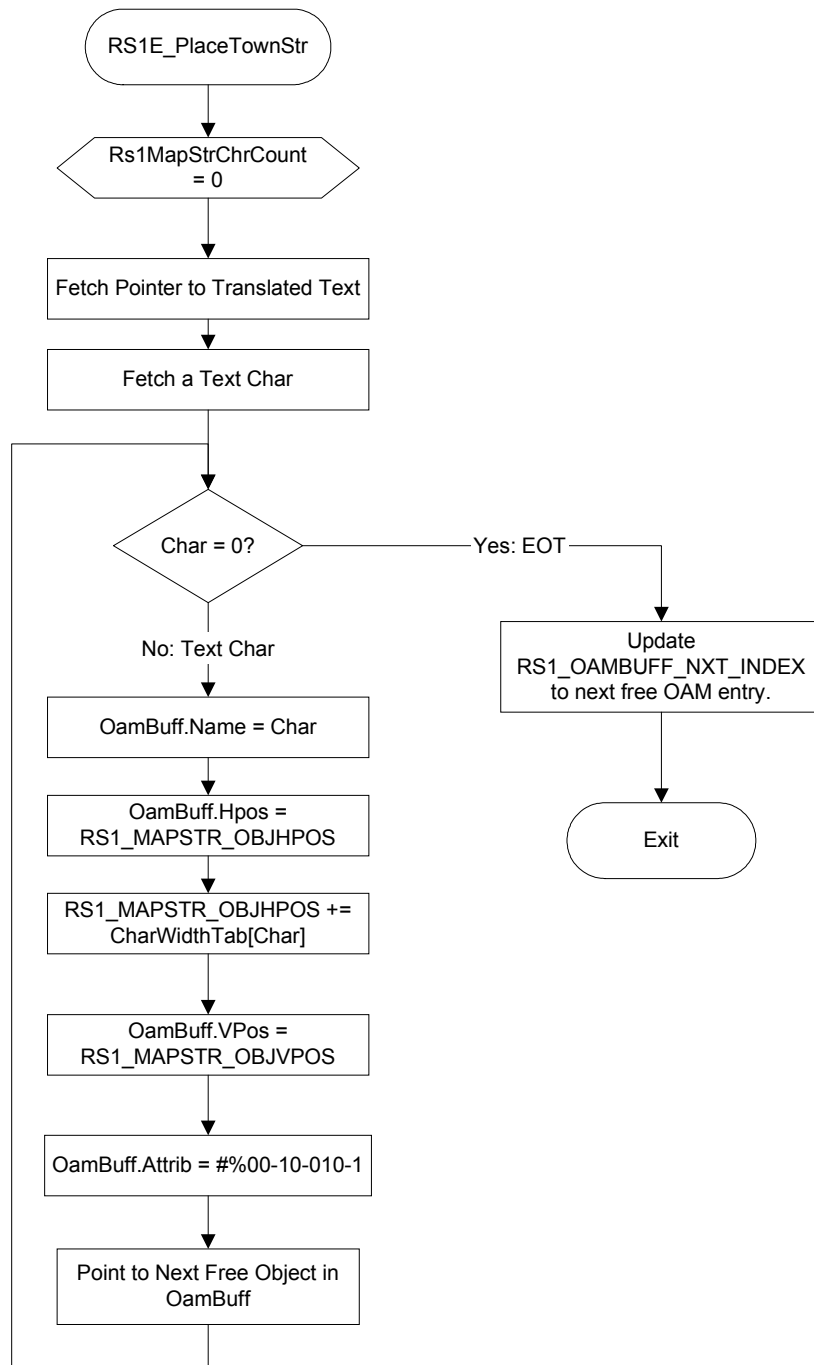 RS1E_PlaceTownStr
Rs1MapStrChrCount
= 0
Fetch Pointer to Translated Text
Fetch a Text Char
Char = 0?
Yes: EOT
No: Text Char
Update
RS1_OAMBUFF_NXT_INDEX
to next free OAM entry.
OamBuff.Name = Char
OamBuff.Hpos =
RS1_MAPSTR_OBJHPOS
Exit
RS1_MAPSTR_OBJHPOS +=
CharWidthTab[Char]
OamBuff.VPos =
RS1_MAPSTR_OBJVPOS
OamBuff.Attrib = #%00-10-010-1
Point to Next Free Object in
OamBuff